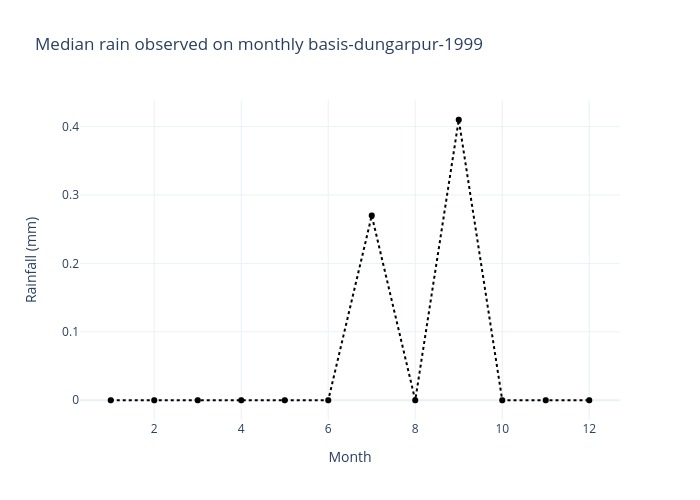 Median rain observed on monthly basis-dungarpur-1999
0.4
0.3
0.2
0.1
0
Rainfall (mm)
2 4 6 8 10 12
Month